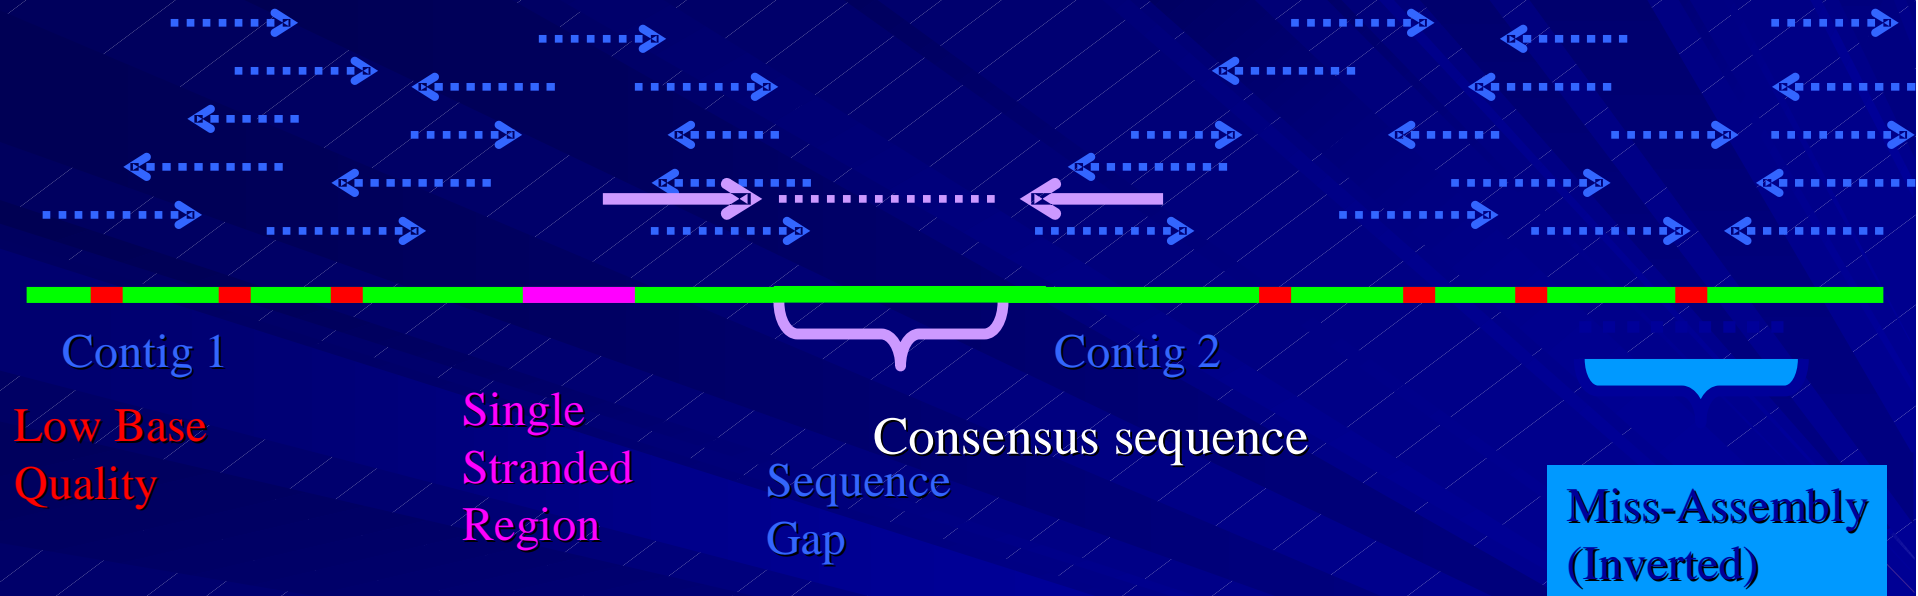 Contig 1
Contig 2
Low Base
Quality
Single
Stranded
Region
Consensus sequence
Sequence
Gap
Miss-Assembly
(Inverted)